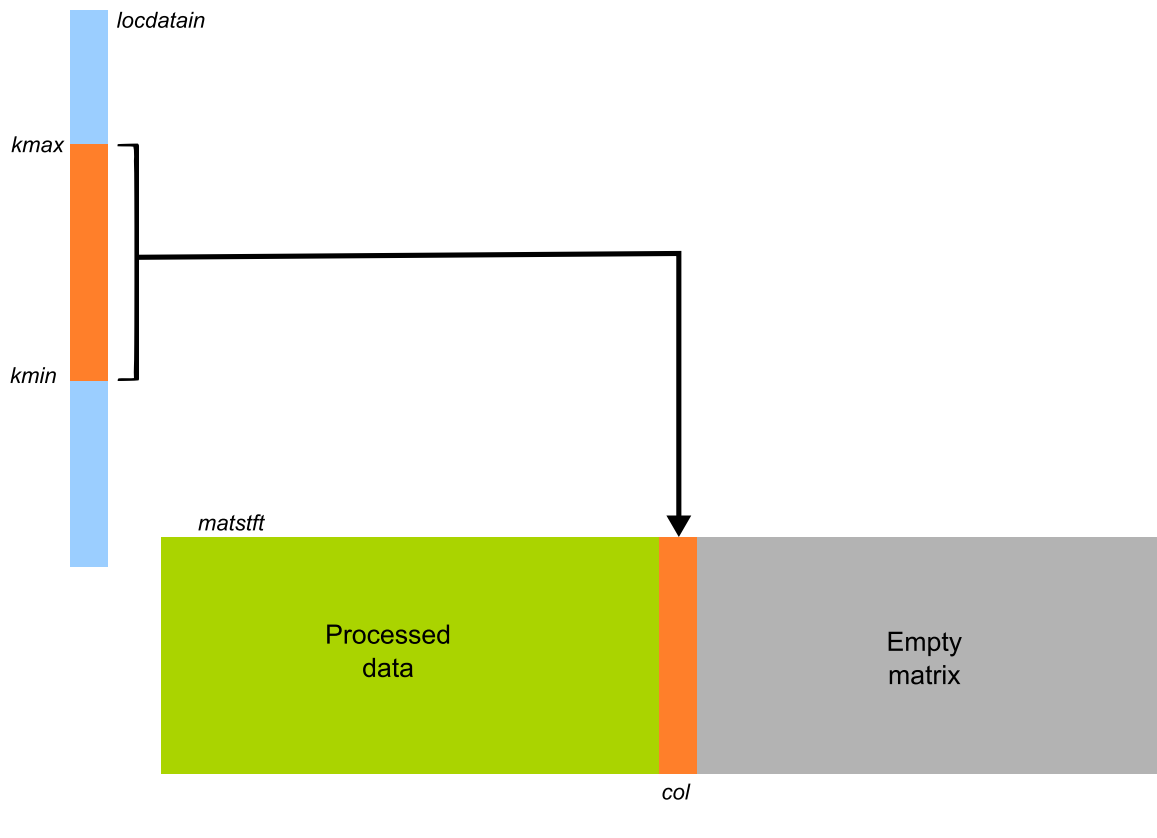 locdatain
kmax
kmin
matstft
Processed
data
Empty
matrix
col